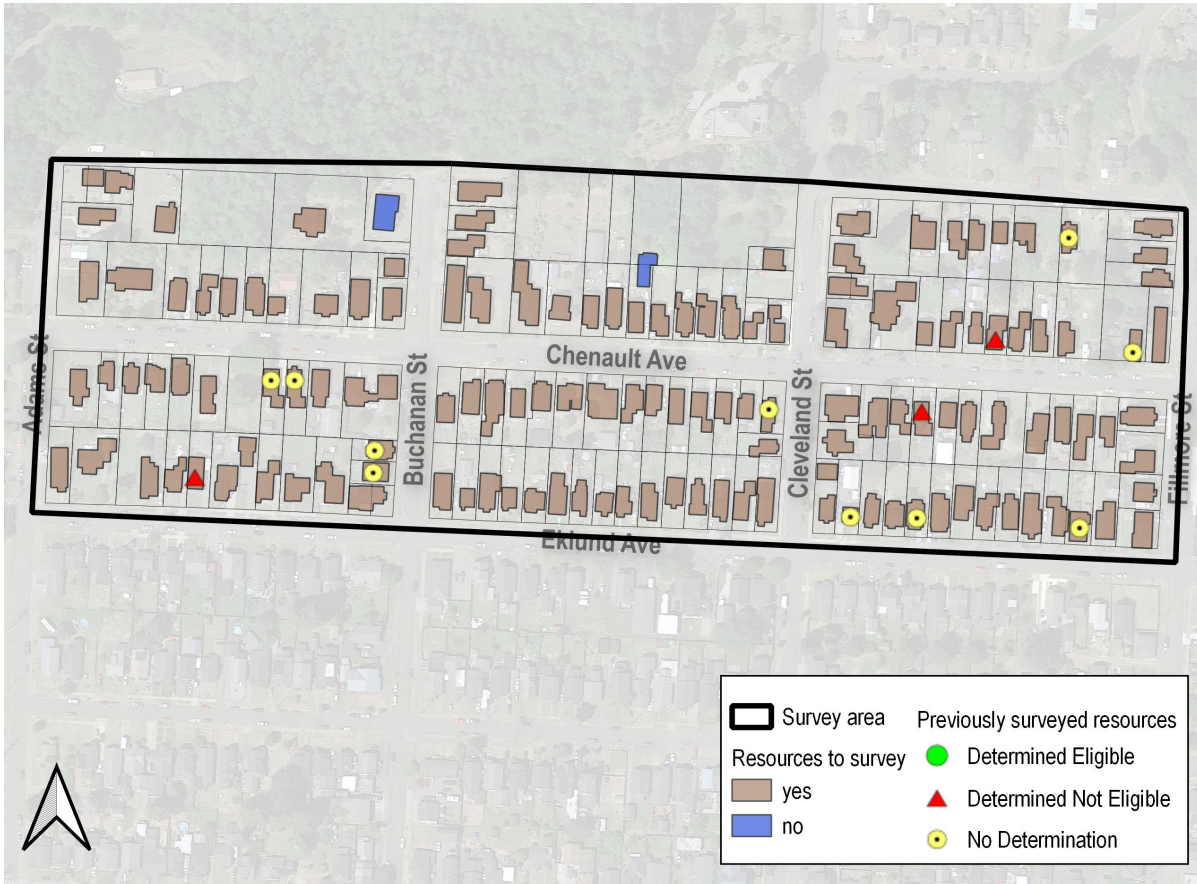 Chenault Ave
Adams St
Buchanan St
Cleveland St
Fillmore St
Eklund Ave
Survey area
Resources to survey
yes
no
Previously surveyed resources
Determined Eligible
Determined Not Eligible
No Determination